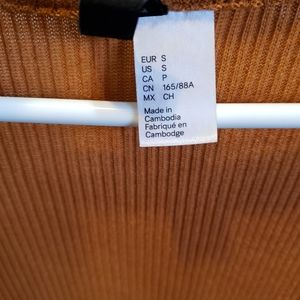 EUR S
US S
CA P
CN 165/88A
MX CH
Made in
Cambodia
Fabriqué en
Cambodge